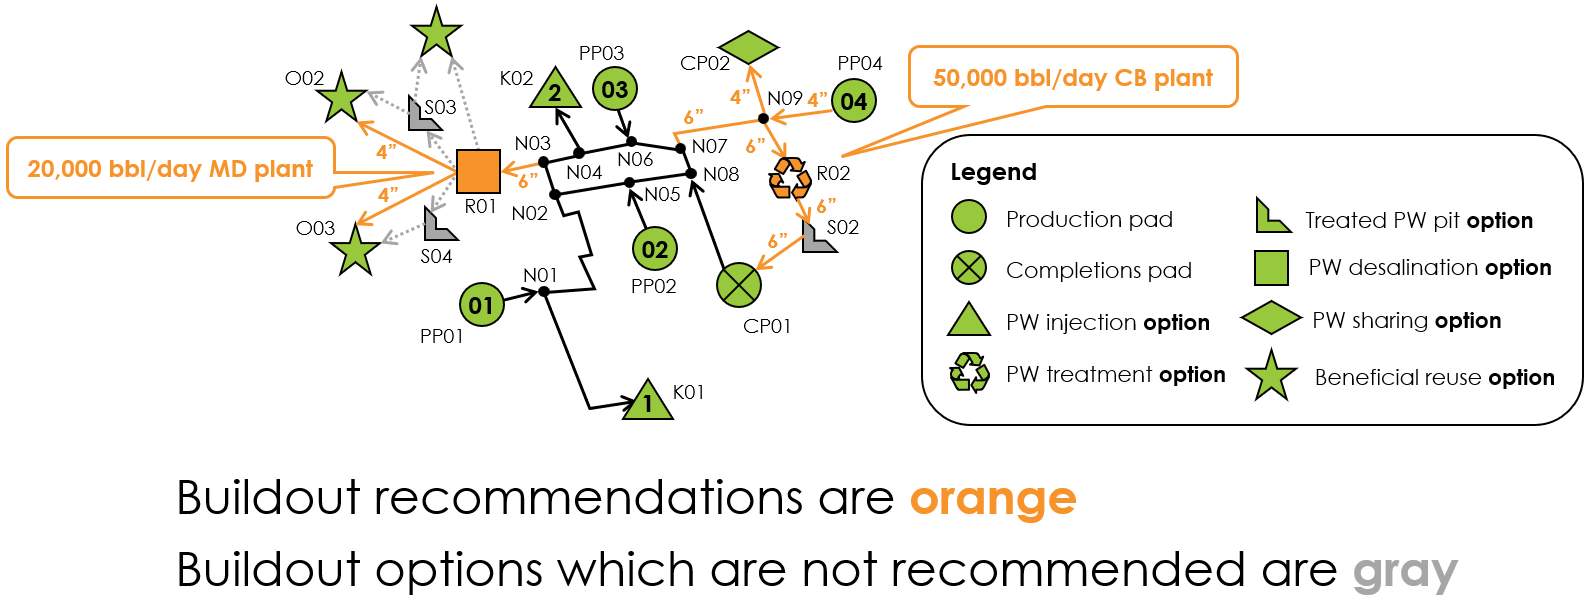 PP03
K02
CP02
PP04
50,000 bbl/day CB plant
O02
S03
2
03
N09
4”
4”
04
6”
6”
4”
N03
N04
N06
N07
N08
R02
20,000 bbl/day MD plant
6”
4”
R01
N02
N05
6”
S02
6”
O03
S04
02
PP02
N01
01
PP01
CP01
1
K01
Legend
Production pad
Treated PW pit option
Completions pad
PW desalination option
PW injection option
PW sharing option
PW treatment option
Beneficial reuse option
Buildout recommendations are orange
Buildout options which are not recommended are gray